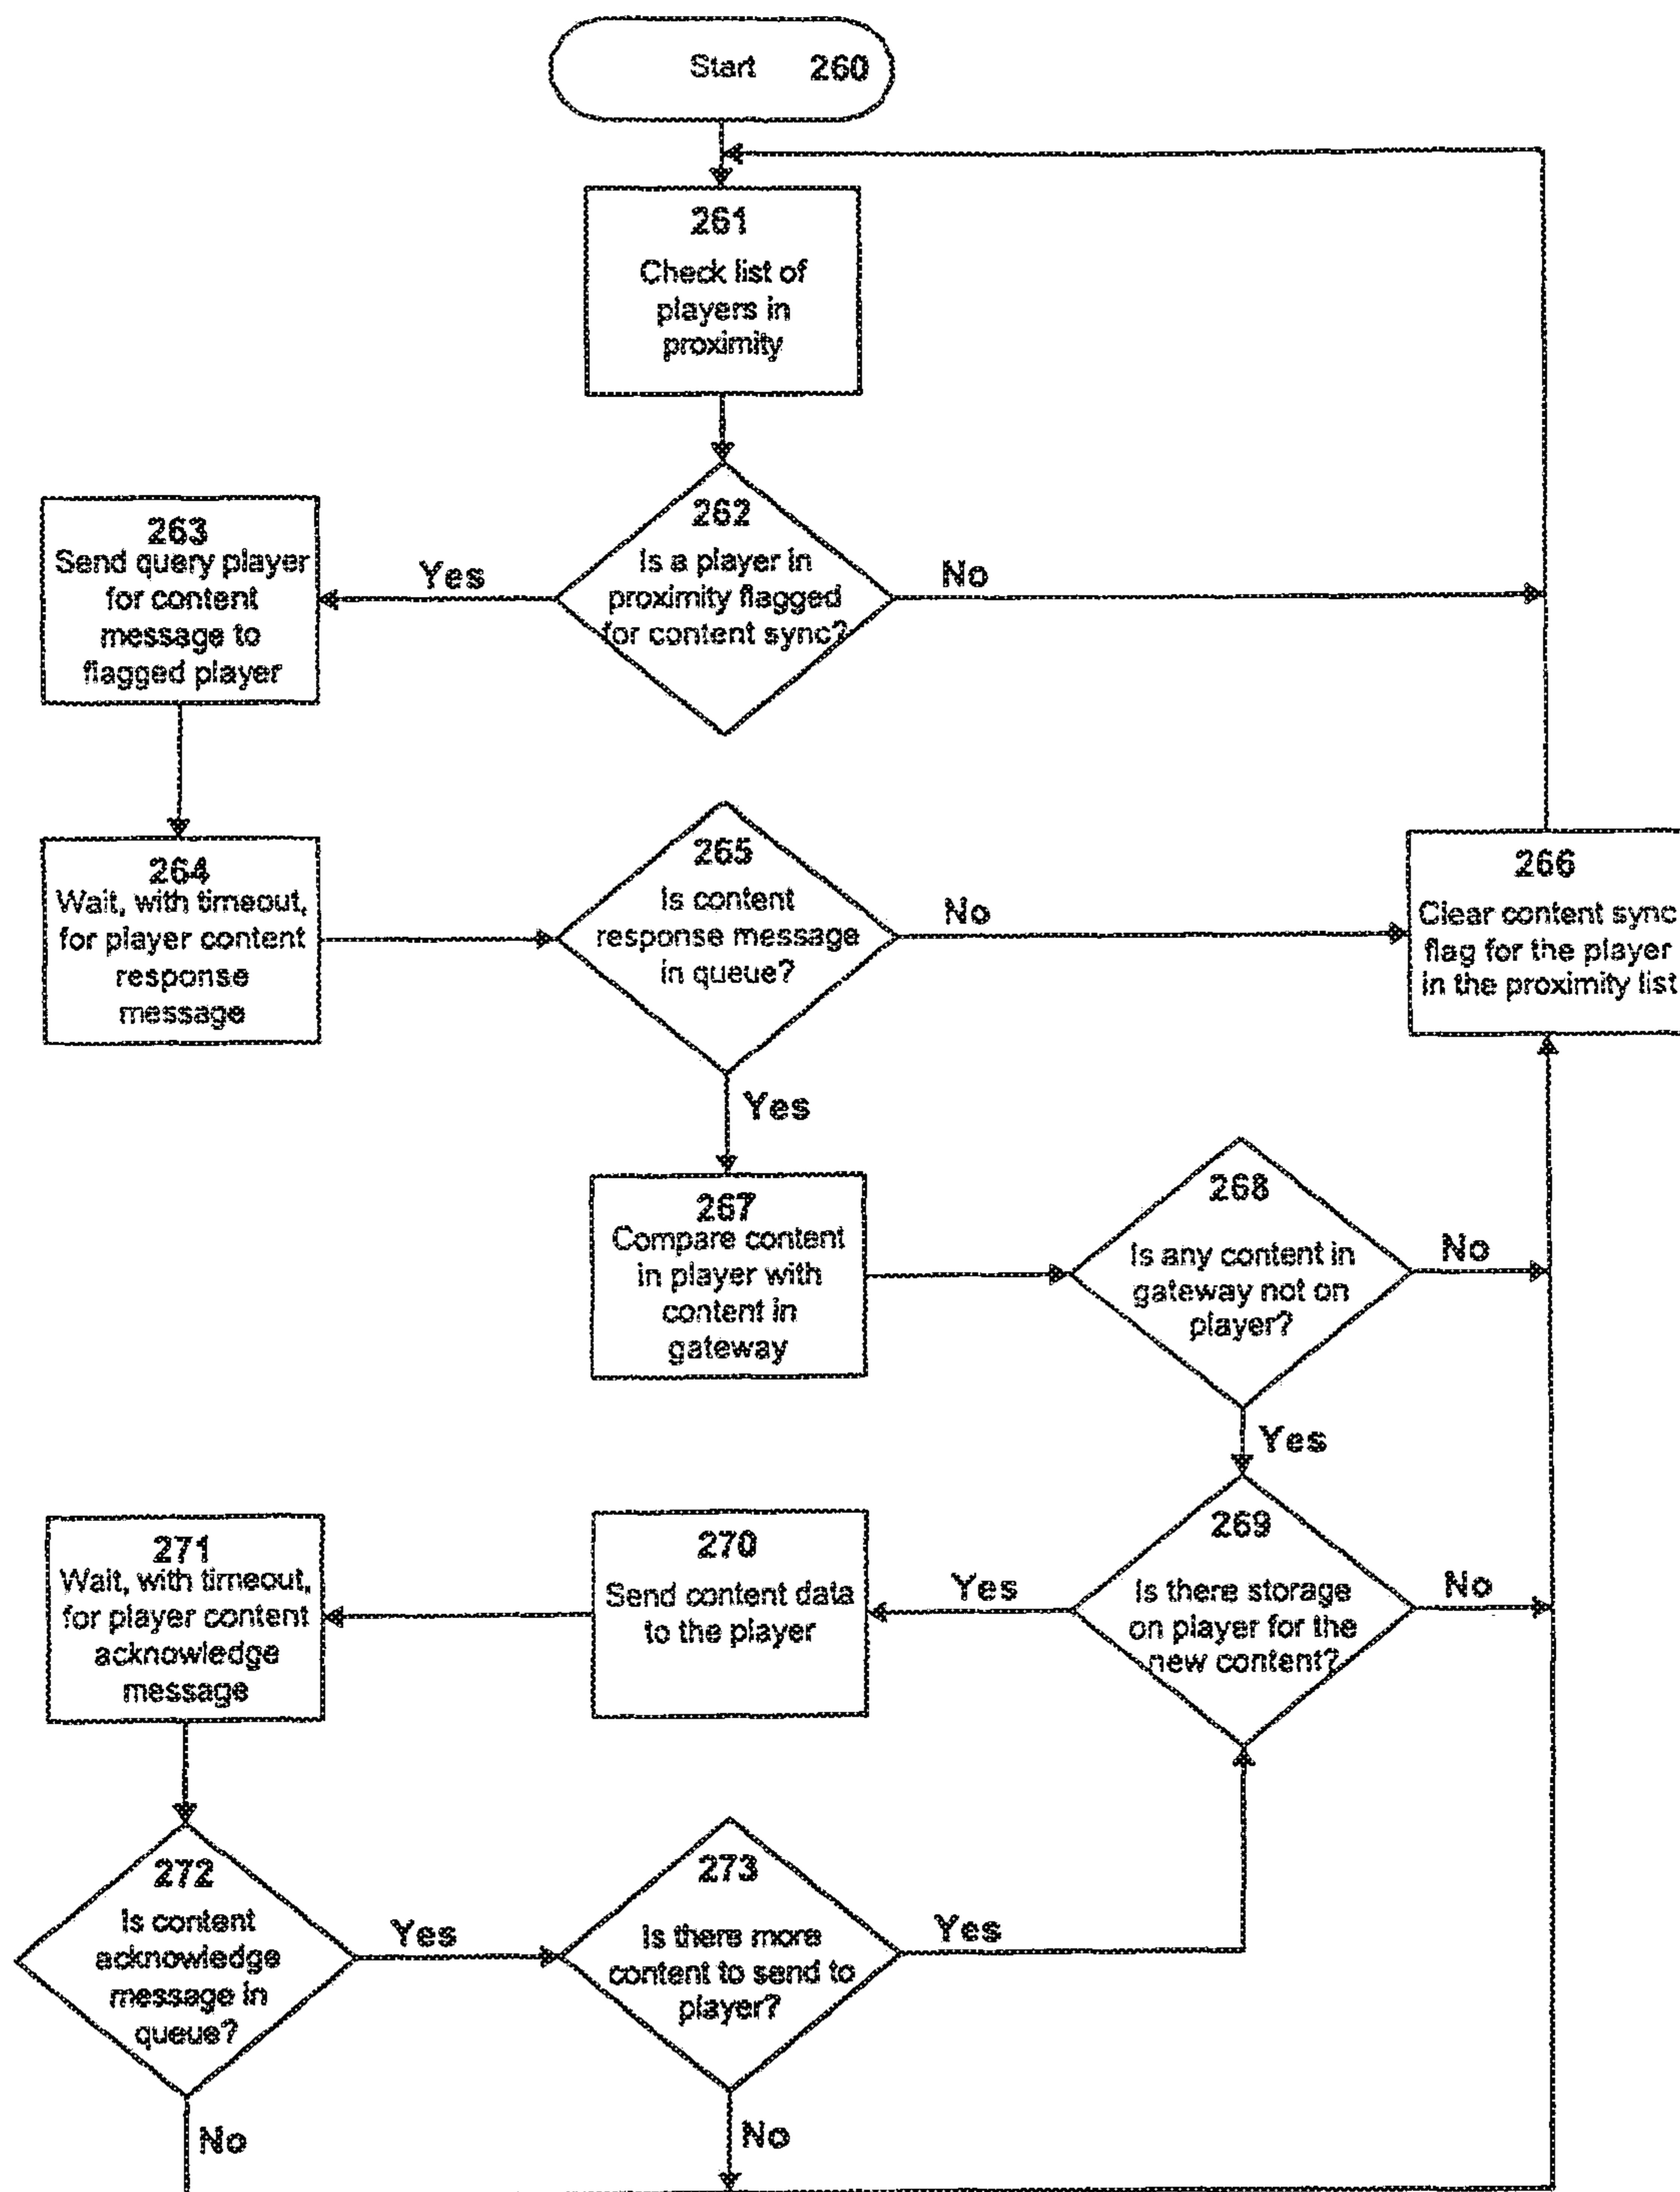 Start 260
261
Check list of
players in
proximity
262
Is a player in
proximity flagged
for content sync?
Yes
No
263
Send query player
for content
message to
flagged player
264
Wait, with timeout,
for player content
response
message
265
Is content
response message
in queue?
No
Yes
266
Clear content sync
flag for the player
in the proximity list
267
Compare content
in player with
content in
gateway
268
Is any content in
gateway not on
player?
No
Yes
269
Is there storage
on player for the
new content?
Yes
No
270
Send content data
to the player
271
Wait, with timeout,
for player content
acknowledge
message
272
Is content
acknowledge
message in
queue?
Yes
No
273
Is there more
content to send to
player?
Yes
No